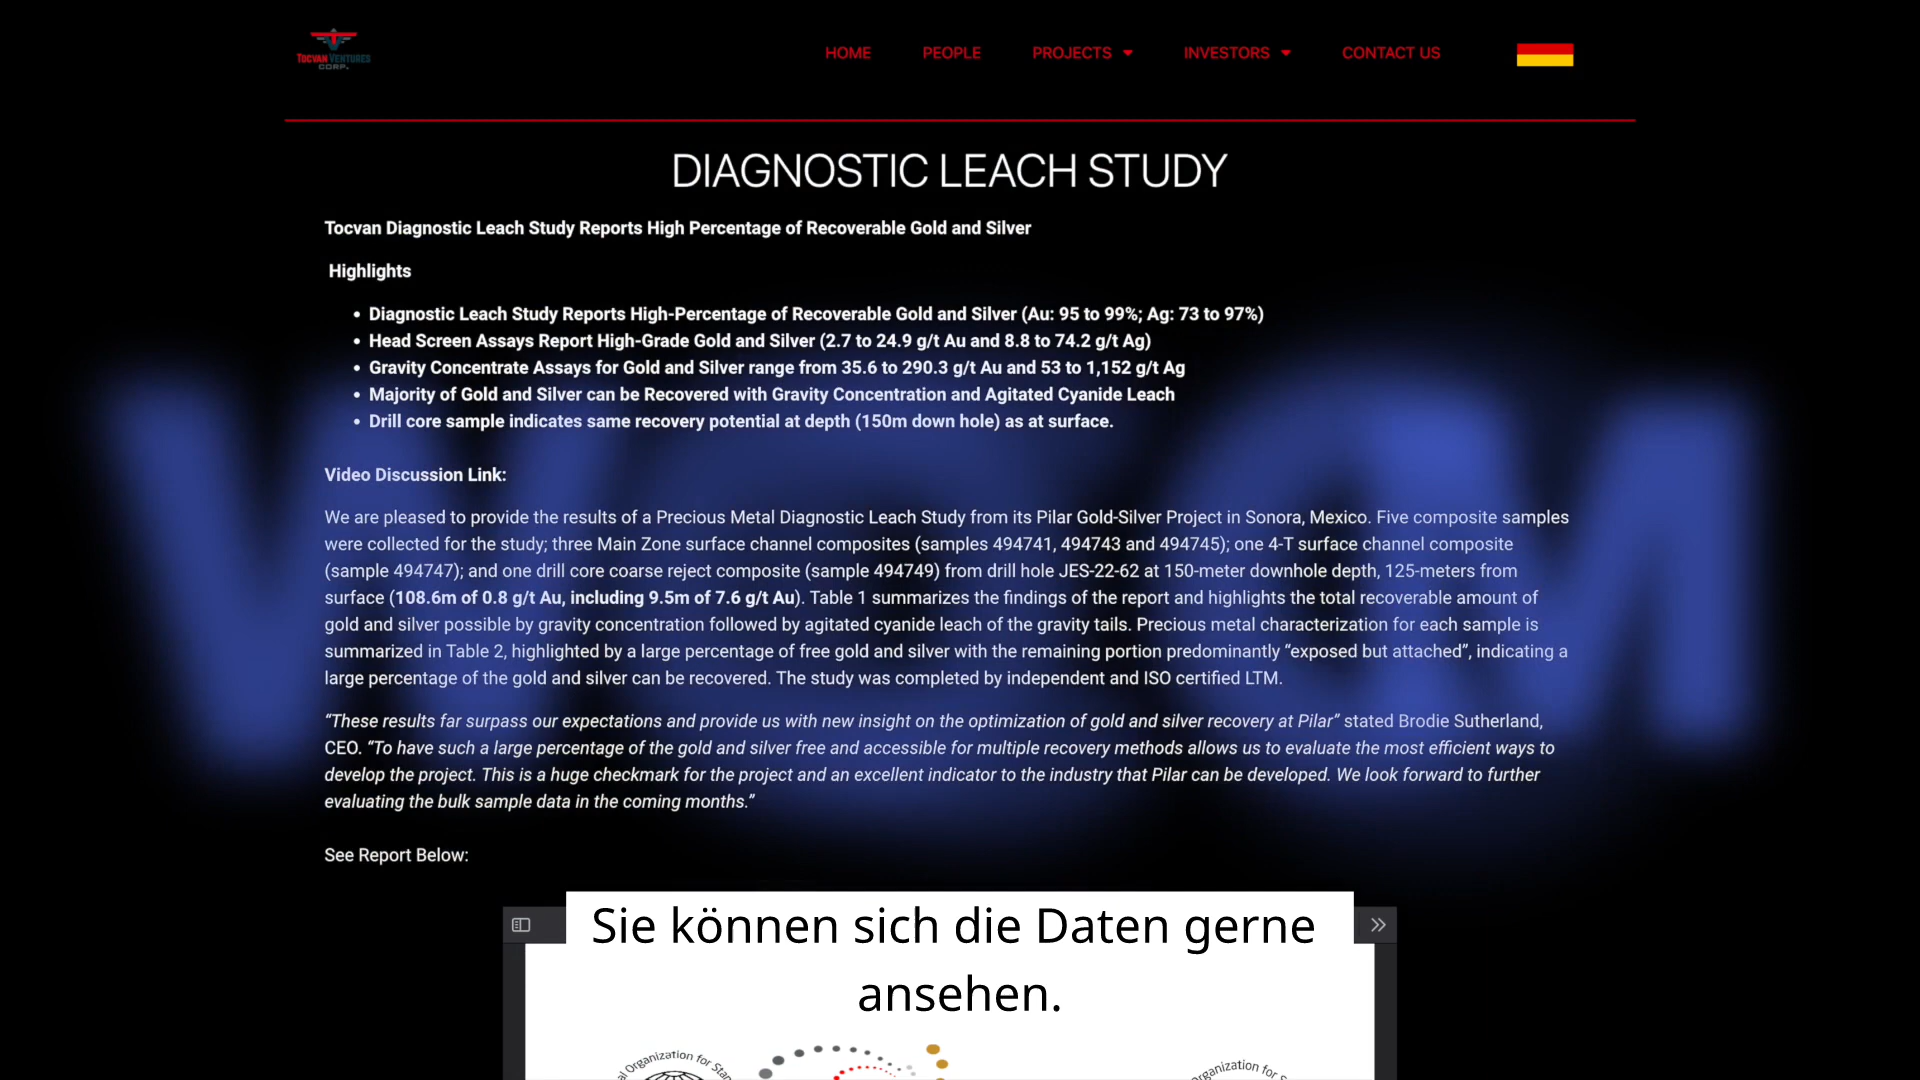 TOCVAN VENTURES
CORP.
HOME PEOPLE PROJECTS INVESTORS CONTACT US
DIAGNOSTIC LEACH STUDY
Tocvan Diagnostic Leach Study Reports High Percentage of Recoverable Gold and Silver
Highlights
• Diagnostic Leach Study Reports High-Percentage of Recoverable Gold and Silver (Au: 95 to 99%; Ag: 73 to 97%)
• Head Screen Assays Report High-Grade Gold and Silver (2.7 to 24.9 g/t Au and 8.8 to 74.2 g/t Ag)
• Gravity Concentrate Assays for Gold and Silver range from 35.6 to 290.3 g/t Au and 53 to 1,152 g/t Ag
• Majority of Gold and Silver can be Recovered with Gravity Concentration and Agitated Cyanide Leach
• Drill core sample indicates same recovery potential at depth (150m down hole) as at surface.
Video Discussion Link:
We are pleased to provide the results of a Precious Metal Diagnostic Leach Study from its Pilar Gold-Silver Project in Sonora, Mexico. Five composite samples
were collected for the study; three Main Zone surface channel composites (samples 494741, 494743 and 494745); one 4-T surface channel composite
(sample 494747); and one drill core coarse reject composite (sample 494749) from drill hole JES-22-62 at 150-meter downhole depth, 125-meters from
surface (108.6m of 0.8 g/t Au, including 9.5m of 7.6 g/t Au). Table 1 summarizes the findings of the report and highlights the total recoverable amount of
gold and silver possible by gravity concentration followed by agitated cyanide leach of the gravity tails. Precious metal characterization for each sample is
summarized in Table 2, highlighted by a large percentage of free gold and silver with the remaining portion predominantly “exposed but attached”, indicating a
large percentage of the gold and silver can be recovered. The study was completed by independent and ISO certified LTM.
“These results far surpass our expectations and provide us with new insight on the optimization of gold and silver recovery at Pilar” stated Brodie Sutherland,
CEO. “To have such a large percentage of the gold and silver free and accessible for multiple recovery methods allows us to evaluate the most efficient ways to
develop the project. This is a huge checkmark for the project and an excellent indicator to the industry that Pilar can be developed. We look forward to further
evaluating the bulk sample data in the coming months.”
See Report Below:
Sie können sich die Daten gerne
ansehen.
Organization for